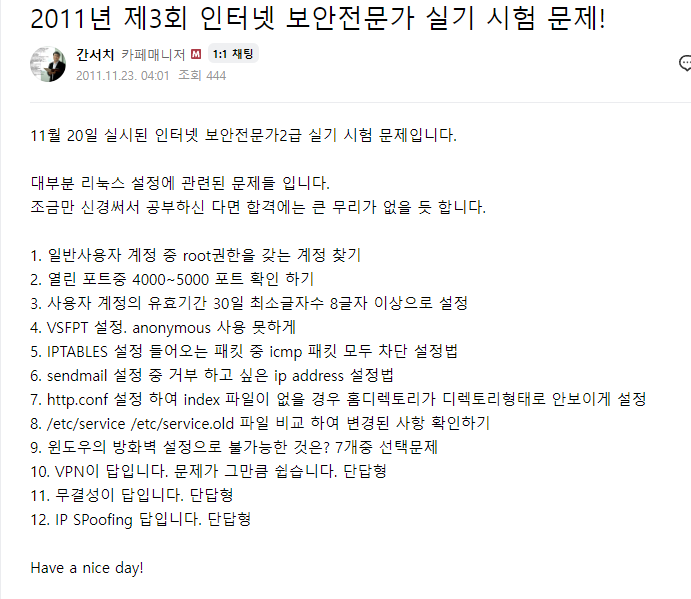 2011년 제3회 인터넷 보안전문가 실기 시험 문제!
간서치 카페매니저 M 1:1 채팅
2011.11.23. 04:01 조회 444
11월 20일 실시된 인터넷 보안전문가2급 실기 시험 문제입니다.
대부분 리눅스 설정에 관련된 문제들 입니다.
조금만 신경써서 공부하신 다면 합격에는 큰 무리가 없을 듯 합니다.
1. 일반사용자 계정 중 root권한을 갖는 계정 찾기
2. 열린 포트중 4000~5000 포트 확인 하기
3. 사용자 계정의 유효기간 30일 최소글자수 8글자 이상으로 설정
4. VSFPT 설정. anonymous 사용 못하게
5. IPTABLES 설정 들어오는 패킷 중 icmp 패킷 모두 차단 설정법
6. sendmail 설정 중 거부 하고 싶은 ip address 설정법
7. http.conf 설정 하여 index 파일이 없을 경우 홈디렉토리가 디렉토리형태로 안보이게 설정
8. /etc/service /etc/service.old 파일 비교 하여 변경된 사항 확인하기
9. 윈도우의 방화벽 설정으로 불가능한 것은? 7개중 선택문제
10. VPN이 답입니다. 문제가 그만큼 쉽습니다. 단답형
11. 무결성이 답입니다. 단답형
12. IP SPoofing 답입니다. 단답형
Have a nice day!